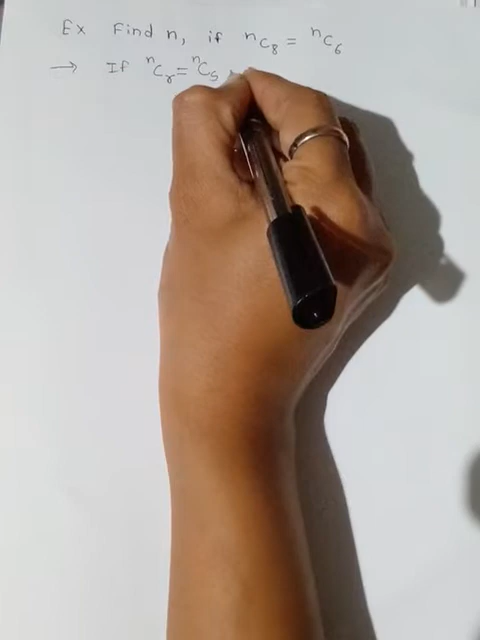 Ex Find n, if ⁿC₈ = ⁿC₆
→ If ⁿCᵣ = ⁿCₛ